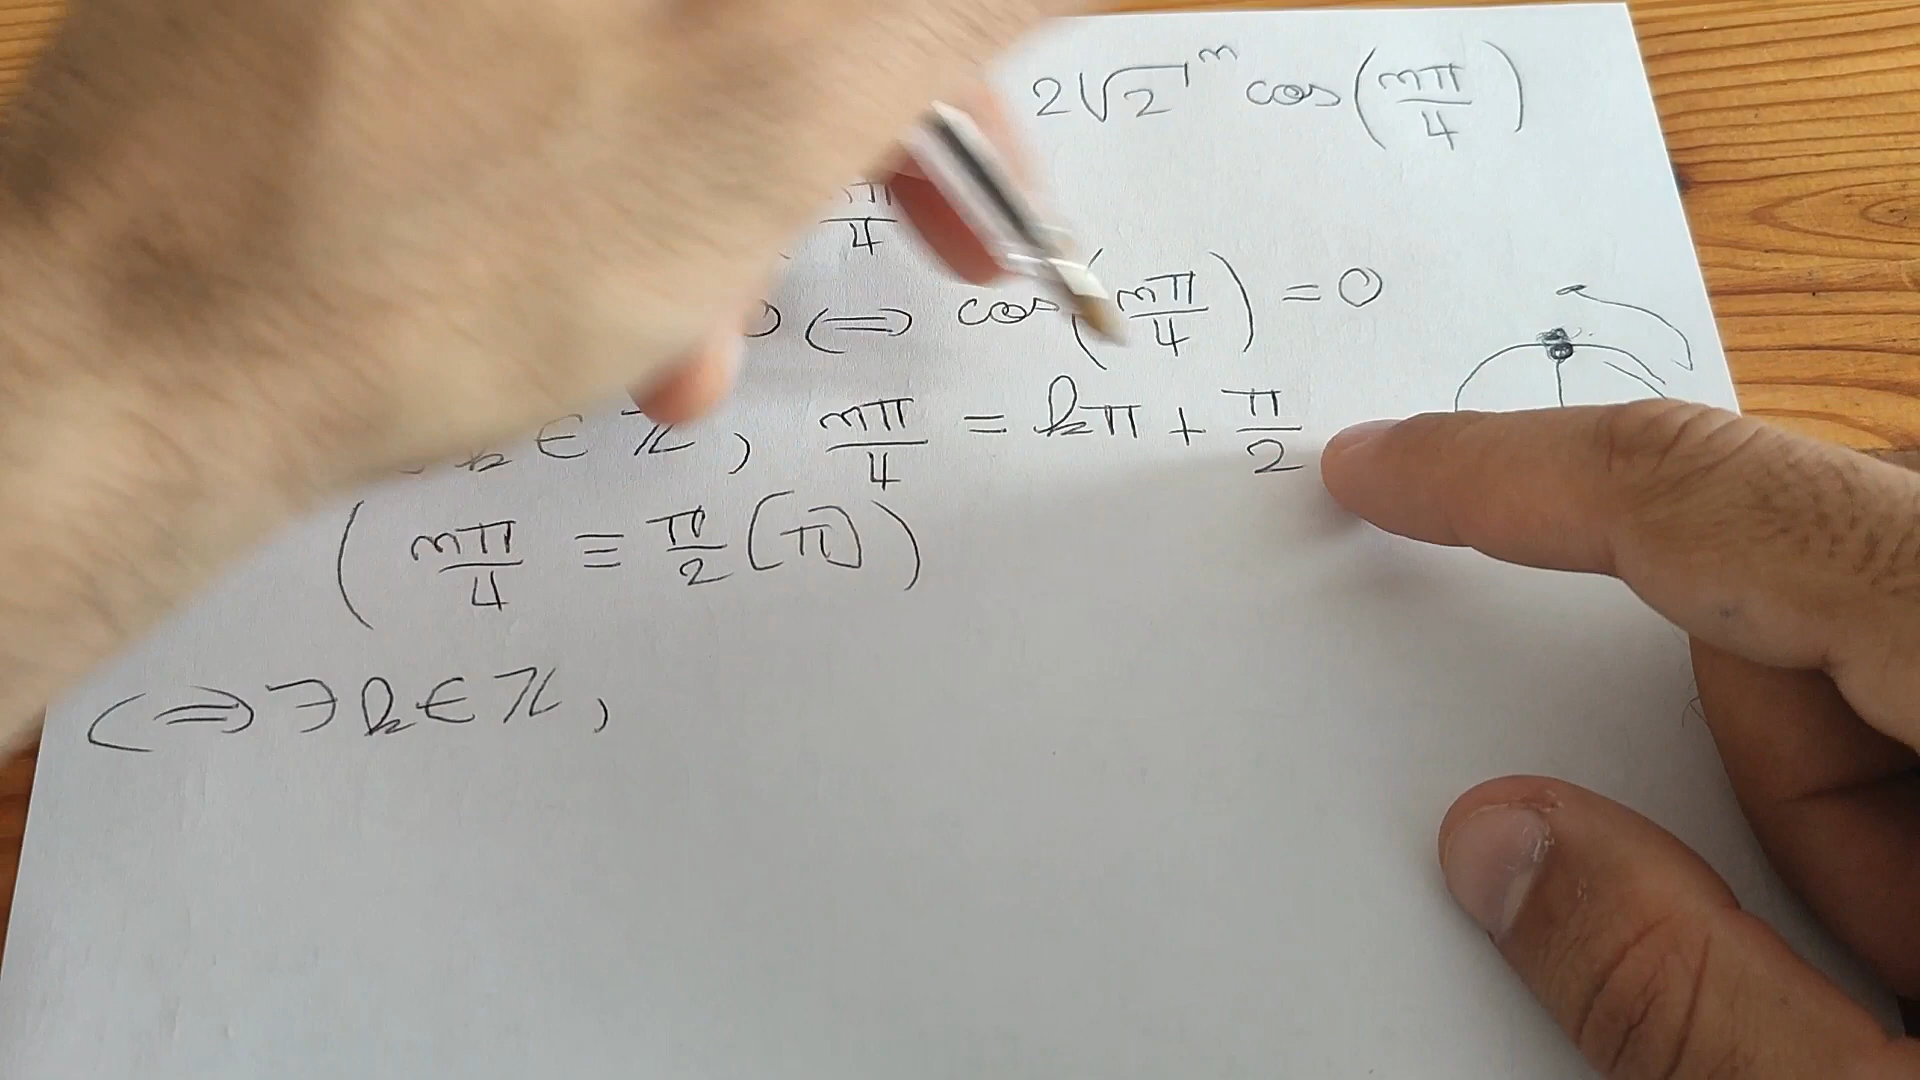 2√2^n cos(nπ/4)
nπ/4
⇔ cos(nπ/4) = 0
k ∈ ℤ, nπ/4 = kπ + π/2
(nπ/4 ≡ π/2 [π])
⇔ ∃ k ∈ ℤ,